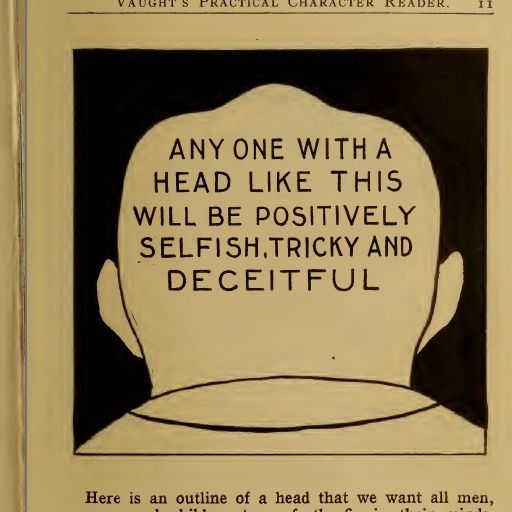 VAUGHT'S PRACTICAL CHARACTER READER. 11
ANY ONE WITH A
HEAD LIKE THIS
WILL BE POSITIVELY
SELFISH, TRICKY AND
DECEITFUL
Here is an outline of a head that we want all men,